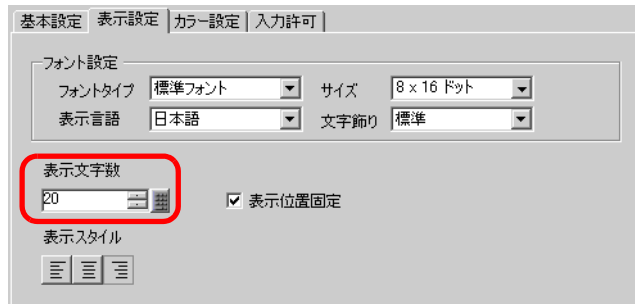 基本設定 表示設定 カラー設定 入力許可
フォント設定
フォントタイプ 標準フォント サイズ 8 x 16 ドット
表示言語 日本語 文字飾り 標準
表示文字数
20 表示位置固定
表示スタイル